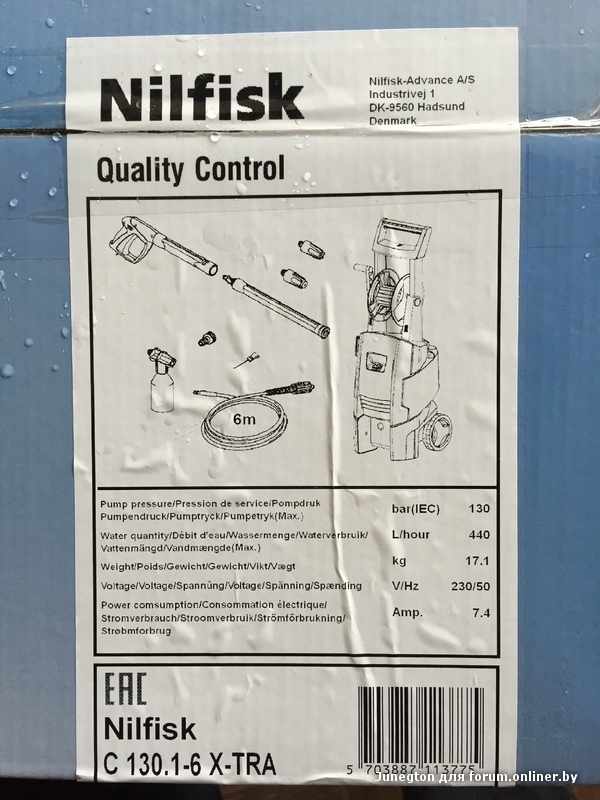 Nilfisk
Nilfisk-Advance A/S
Industrivej 1
DK-9560 Hadsund
Denmark
Quality Control
6m
Pump pressure/Pression de service/Pompdruk
Pumpendruck/Pumptryck/Pumpetryk(Max.)
bar(IEC) 130
Water quantity/Débit d'eau/Wassermenge/Waterverbruik/
Vattenmängd/Vandmængde(Max.)
L/hour 440
Weight/Poids/Gewicht/Gewicht/Vikt/Vægt
kg 17.1
Voltage/Voltage/Spannûng/Voltage/Spänning/Spænding
V/Hz 230/50
Power comsumption/Consommation électrique/
Stromverbrauch/Stroomverbuik/Strömförbrukning/
Strobmforbrug
Amp. 7.4
EAC
Nilfisk
C 130.1-6 X-TRA
5 703887 113775
Junegton для forum.onliner.by